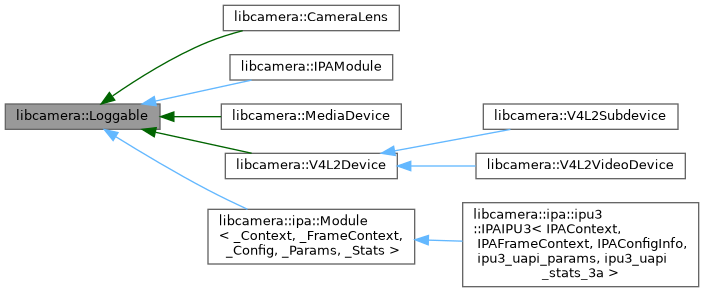 libcamera::CameraLens
libcamera::IPAModule
libcamera::Loggable
libcamera::MediaDevice
libcamera::V4L2Subdevice
libcamera::V4L2Device
libcamera::V4L2VideoDevice
libcamera::ipa::Module
< _Context, _FrameContext,
_Config, _Params, _Stats >
libcamera::ipa::ipu3
::IPAIPU3< IPAContext,
IPAFrameContext, IPAConfigInfo,
ipu3_uapi_params, ipu3_uapi
_stats_3a >